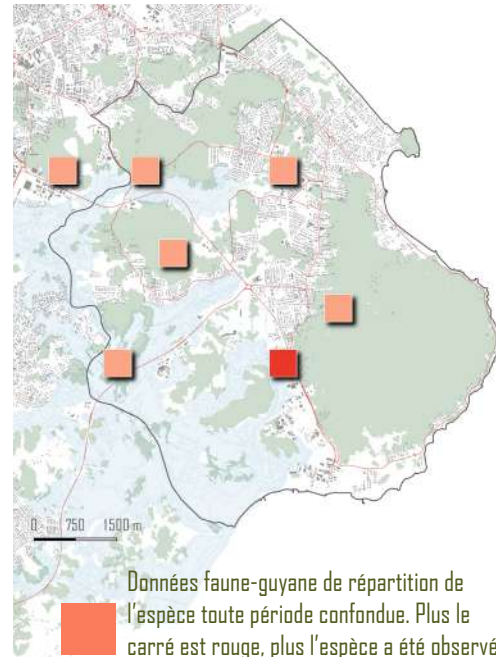 0 750 1500 m
Données faune-guyane de répartition de
l'espèce toute période confondue. Plus le
carré est rouge, plus l'espèce a été observé